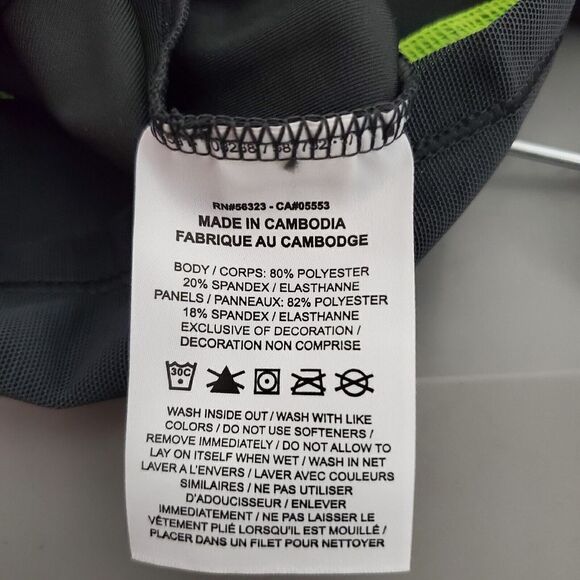 RN#56323 - CA#05553
MADE IN CAMBODIA
FABRIQUE AU CAMBODGE
BODY / CORPS: 80% POLYESTER
20% SPANDEX / ELASTHANNE
PANELS / PANNEAUX: 82% POLYESTER
18% SPANDEX / ELASTHANNE
EXCLUSIVE OF DECORATION /
DECORATION NON COMPRISE
30C
WASH INSIDE OUT / WASH WITH LIKE
COLORS / DO NOT USE SOFTENERS /
REMOVE IMMEDIATELY / DO NOT ALLOW TO
LAY ON ITSELF WHEN WET / WASH IN NET
LAVER A L'ENVERS / LAVER AVEC COULEURS
SIMILAIRES / NE PAS UTILISER
D'ADOUCISSEUR / ENLEVER
IMMÉDIATEMENT / NE PAS LAISSER LE
VÊTEMENT PLIÉ LORSQU'IL EST MOUILLÉ /
PLACER DANS UN FILET POUR NETTOYER